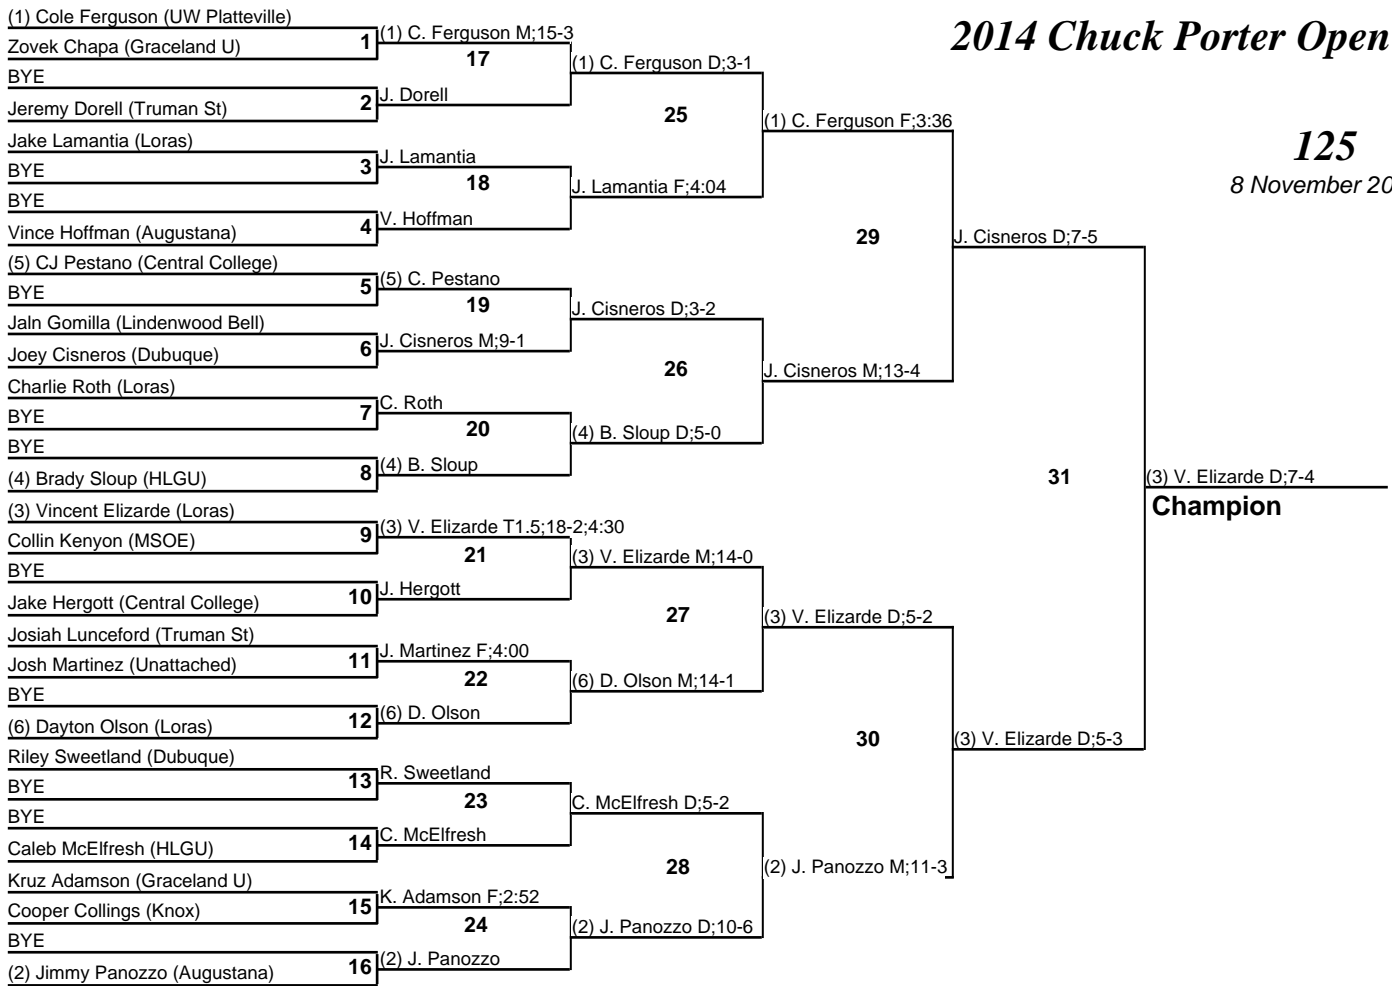 2014 Chuck Porter Open
125
8 November 20
(1) Cole Ferguson (UW Platteville)
Zovek Chapa (Graceland U)
BYE
Jeremy Dorell (Truman St)
Jake Lamantia (Loras)
BYE
BYE
Vince Hoffman (Augustana)
(5) CJ Pestano (Central College)
BYE
Jaln Gomilla (Lindenwood Bell)
Joey Cisneros (Dubuque)
Charlie Roth (Loras)
BYE
BYE
(4) Brady Sloup (HLGU)
(3) Vincent Elizarde (Loras)
Collin Kenyon (MSOE)
BYE
Jake Hergott (Central College)
Josiah Lunceford (Truman St)
Josh Martinez (Unattached)
BYE
(6) Dayton Olson (Loras)
Riley Sweetland (Dubuque)
BYE
BYE
Caleb McElfresh (HLGU)
Kruz Adamson (Graceland U)
Cooper Collings (Knox)
BYE
(2) Jimmy Panozzo (Augustana)
1
2
3
4
5
6
7
8
9
10
11
12
13
14
15
16
(1) C. Ferguson M;15-3
17
J. Dorell
J. Lamantia
18
V. Hoffman
(5) C. Pestano
19
J. Cisneros M;9-1
C. Roth
20
(4) B. Sloup
(3) V. Elizarde T1.5;18-2;4:30
21
J. Hergott
J. Martinez F;4:00
22
(6) D. Olson
R. Sweetland
23
C. McElfresh
K. Adamson F;2:52
24
(2) J. Panozzo
(1) C. Ferguson D;3-1
25
J. Lamantia F;4:04
J. Cisneros D;3-2
26
(4) B. Sloup D;5-0
(3) V. Elizarde M;14-0
27
(6) D. Olson M;14-1
C. McElfresh D;5-2
28
(2) J. Panozzo D;10-6
(1) C. Ferguson F;3:36
29
J. Cisneros M;13-4
(3) V. Elizarde D;5-2
30
(2) J. Panozzo M;11-3
J. Cisneros D;7-5
31
(3) V. Elizarde D;5-3
(3) V. Elizarde D;7-4
Champion